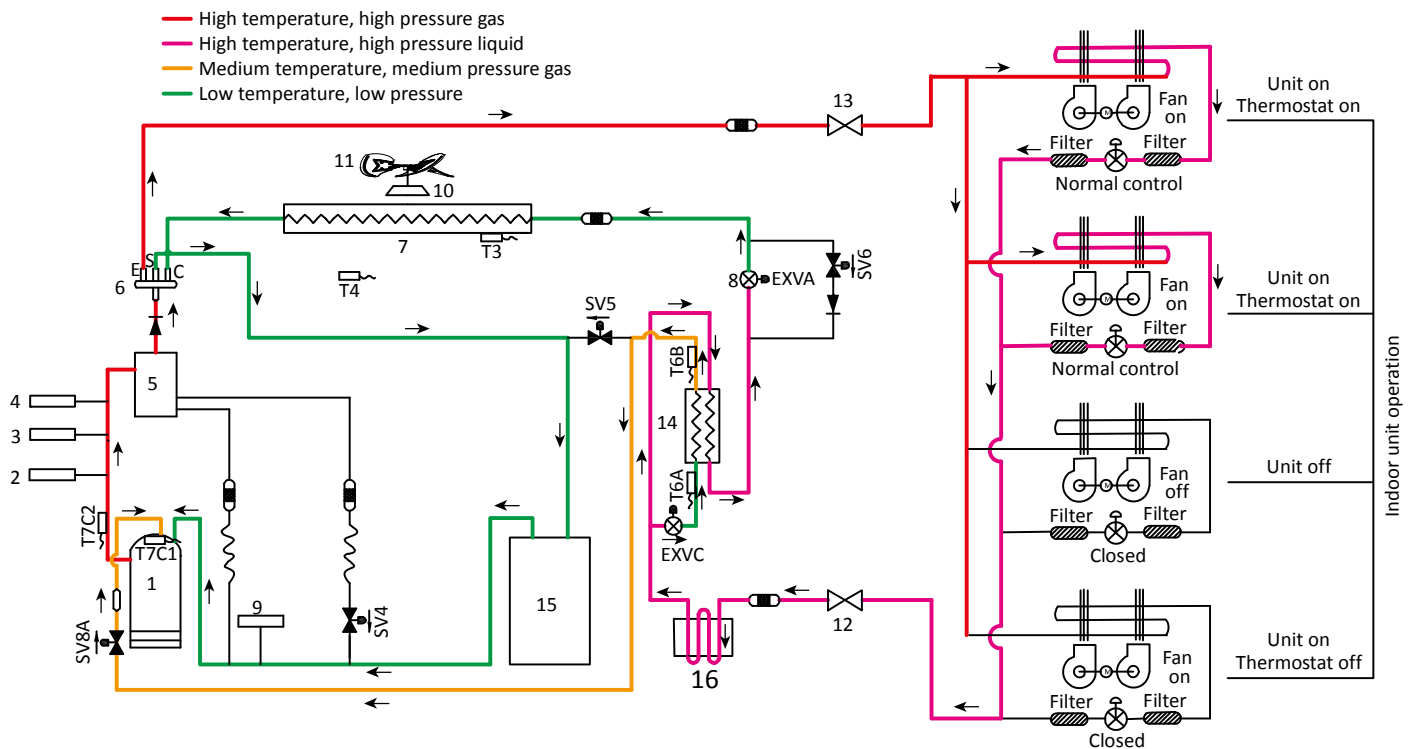 High temperature, high pressure gas
High temperature, high pressure liquid
Medium temperature, medium pressure gas
Low temperature, low pressure
13
Fan
on
Filter
Filter
Normal control
Unit on
Thermostat on
11
10
7
T3
T4
E
S
C
6
8
EXVA
SV6
Fan
on
Filter
Filter
Normal control
Unit on
Thermostat on
SV5
T6B
14
T6A
EXVC
5
4
3
2
T7C2
T7C1
1
SV8A
9
SV4
15
16
12
Fan
off
Filter
Filter
Closed
Unit off
Fan
on
Filter
Filter
Closed
Unit on
Thermostat off
Indoor unit operation
M
M
M
M